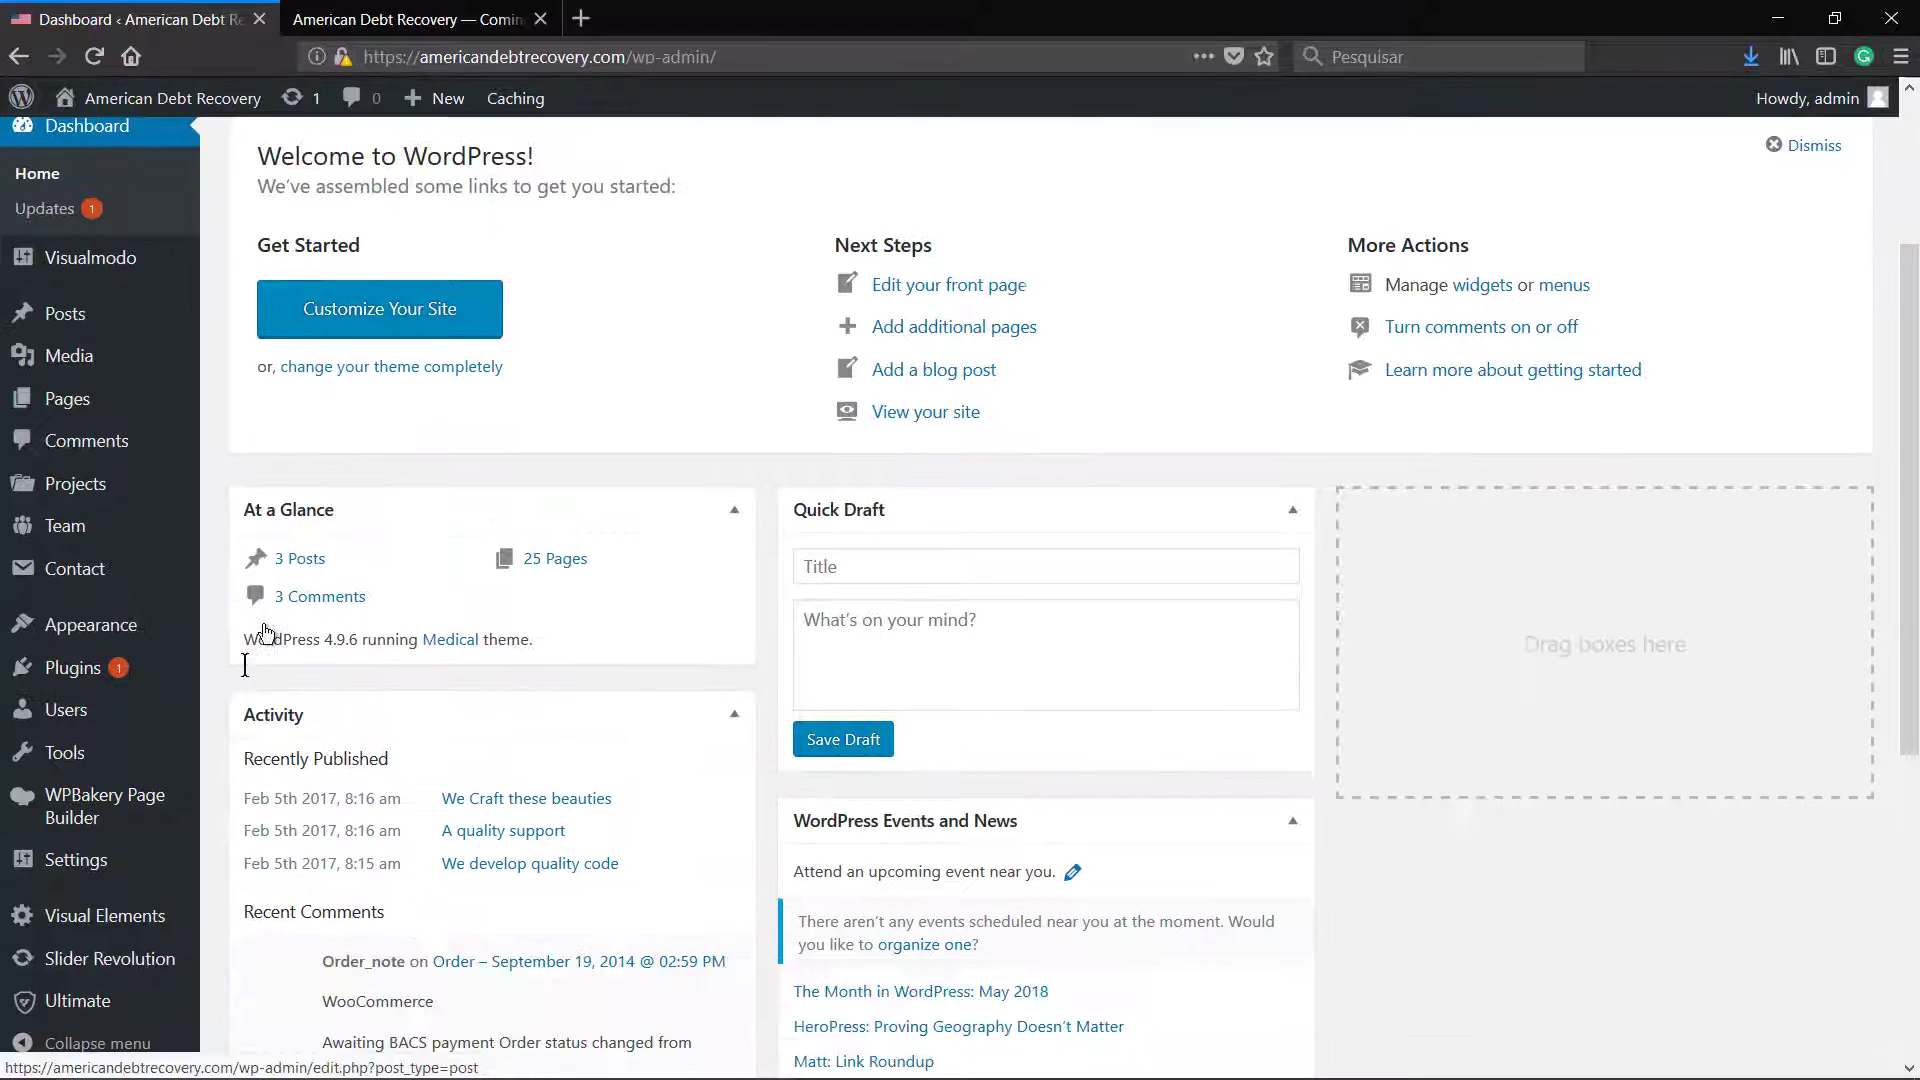 Dashboard ‹ American Debt Re
American Debt Recovery — Comin
https://americandebtrecovery.com/wp-admin/
Pesquisar
American Debt Recovery
1
0
New
Caching
Howdy, admin
Dashboard
Home
Updates 1
Visualmodo
Posts
Media
Pages
Comments
Projects
Team
Contact
Appearance
Plugins 1
Users
Tools
WPBakery Page
Builder
Settings
Visual Elements
Slider Revolution
Ultimate
Collapse menu
Welcome to WordPress!
We've assembled some links to get you started:
Dismiss
Get Started
Customize Your Site
or, change your theme completely
Next Steps
Edit your front page
Add additional pages
Add a blog post
View your site
More Actions
Manage widgets or menus
Turn comments on or off
Learn more about getting started
At a Glance
3 Posts
25 Pages
3 Comments
WordPress 4.9.6 running Medical theme.
Activity
Recently Published
Feb 5th 2017, 8:16 am We Craft these beauties
Feb 5th 2017, 8:16 am A quality support
Feb 5th 2017, 8:15 am We develop quality code
Recent Comments
Order_note on Order – September 19, 2014 @ 02:59 PM
WooCommerce
Awaiting BACS payment Order status changed from
Quick Draft
Title
What's on your mind?
Save Draft
WordPress Events and News
Attend an upcoming event near you.
There aren't any events scheduled near you at the moment. Would
you like to organize one?
The Month in WordPress: May 2018
HeroPress: Proving Geography Doesn't Matter
Matt: Link Roundup
Drag boxes here
https://americandebtrecovery.com/wp-admin/edit.php?post_type=post